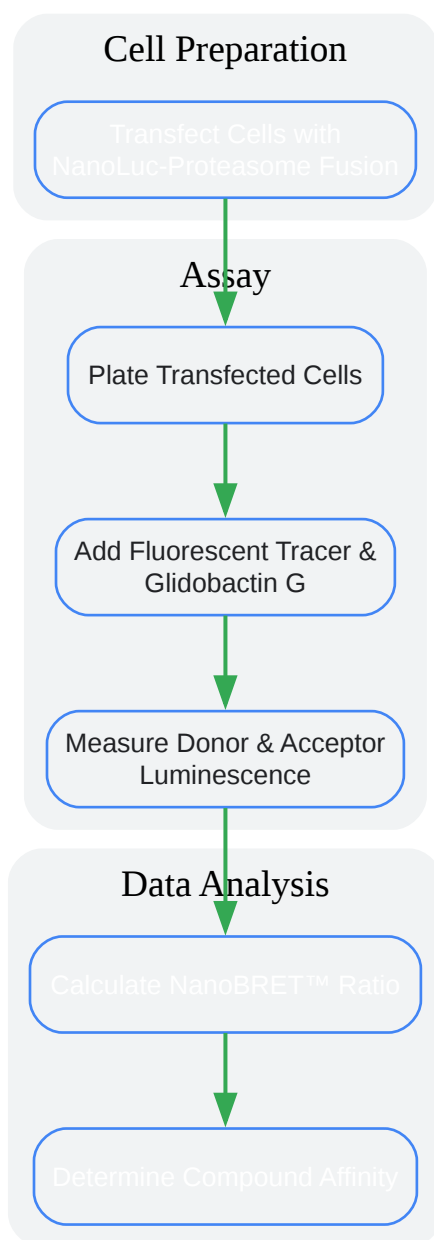 Cell Preparation
Transfect Cells with
NanoLuc-Proteasome Fusion
Assay
Plate Transfected Cells
Add Fluorescent Tracer &
Glidobactin G
Measure Donor & Acceptor
Luminescence
Data Analysis
Calculate NanoBRET™ Ratio
Determine Compound Affinity